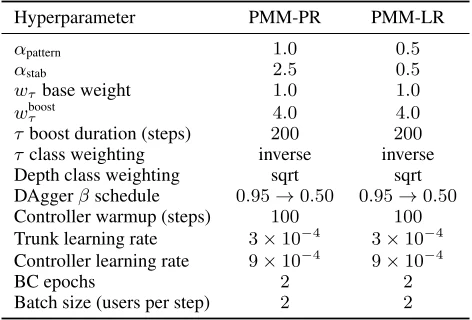 Hyperparameter PMM-PR PMM-LR
α_pattern 1.0 0.5
α_stab 2.5 0.5
w_τ base weight 1.0 1.0
w_τ^boost 4.0 4.0
τ boost duration (steps) 200 200
τ class weighting inverse inverse
Depth class weighting sqrt sqrt
DAgger β schedule 0.95 → 0.50 0.95 → 0.50
Controller warmup (steps) 100 100
Trunk learning rate 3 × 10⁻⁴ 3 × 10⁻⁴
Controller learning rate 9 × 10⁻⁴ 9 × 10⁻⁴
BC epochs 2 2
Batch size (users per step) 2 2